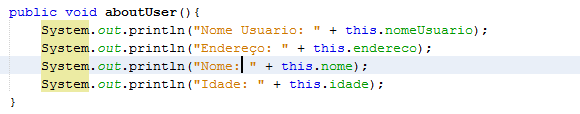 public void aboutUser(){
System.out.println("Nome Usuario: " + this.nomeUsuario);
System.out.println("Endereço: " + this.endereco);
System.out.println("Nome: " + this.nome);
System.out.println("Idade: " + this.idade);
}